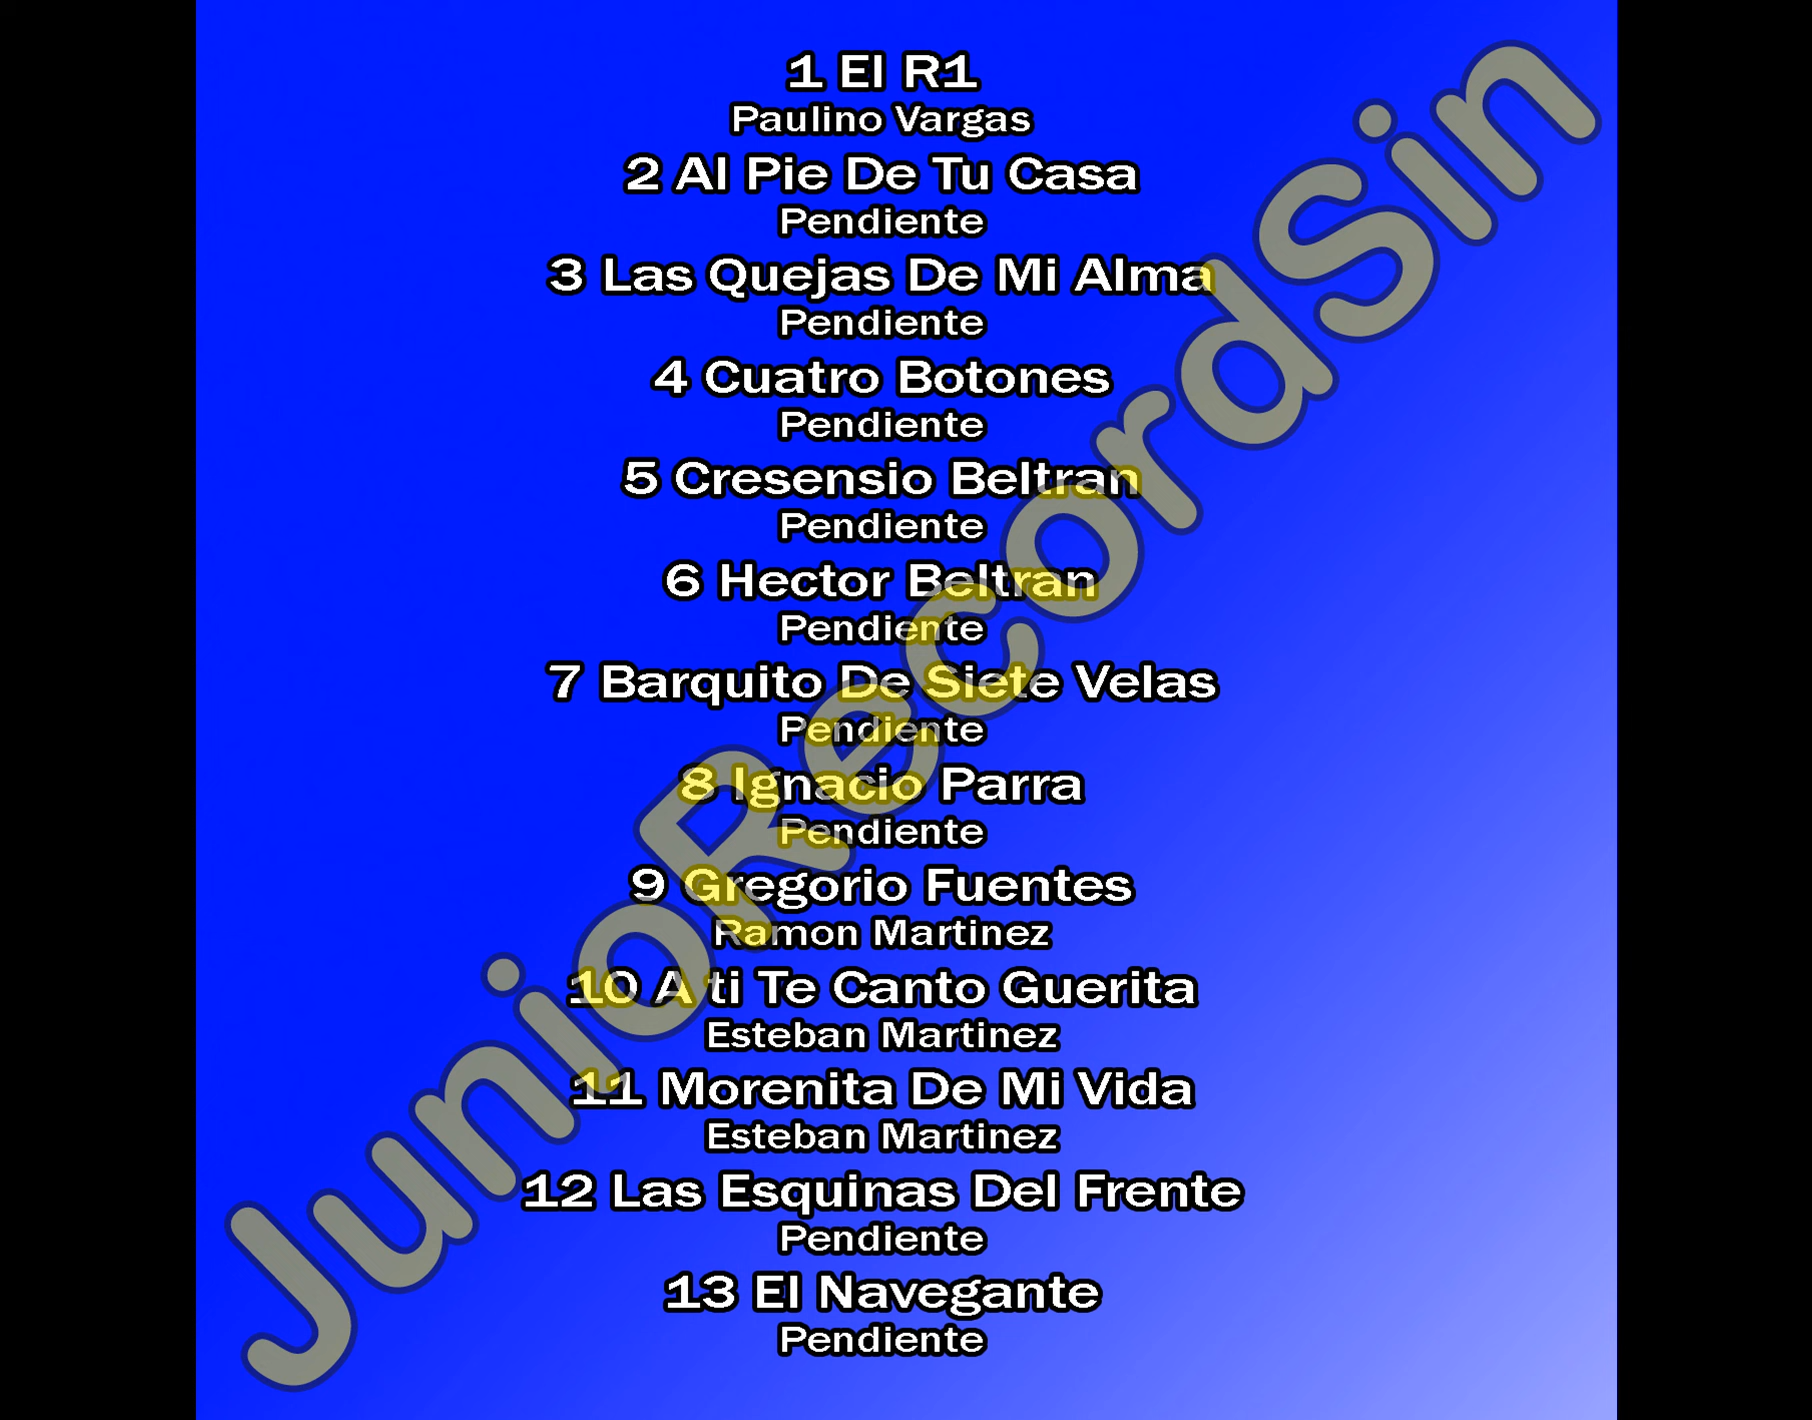 1 El R1
Paulino Vargas
2 Al Pie De Tu Casa
Pendiente
3 Las Quejas De Mi Alma
Pendiente
4 Cuatro Botones
Pendiente
5 Cresensio Beltran
Pendiente
6 Hector Beltran
Pendiente
7 Barquito De Siete Velas
Pendiente
8 Ignacio Parra
Pendiente
9 Gregorio Fuentes
Ramon Martinez
10 A ti Te Canto Guerita
Esteban Martinez
11 Morenita De Mi Vida
Esteban Martinez
12 Las Esquinas Del Frente
Pendiente
13 El Navegante
Pendiente
JunioRecordSin